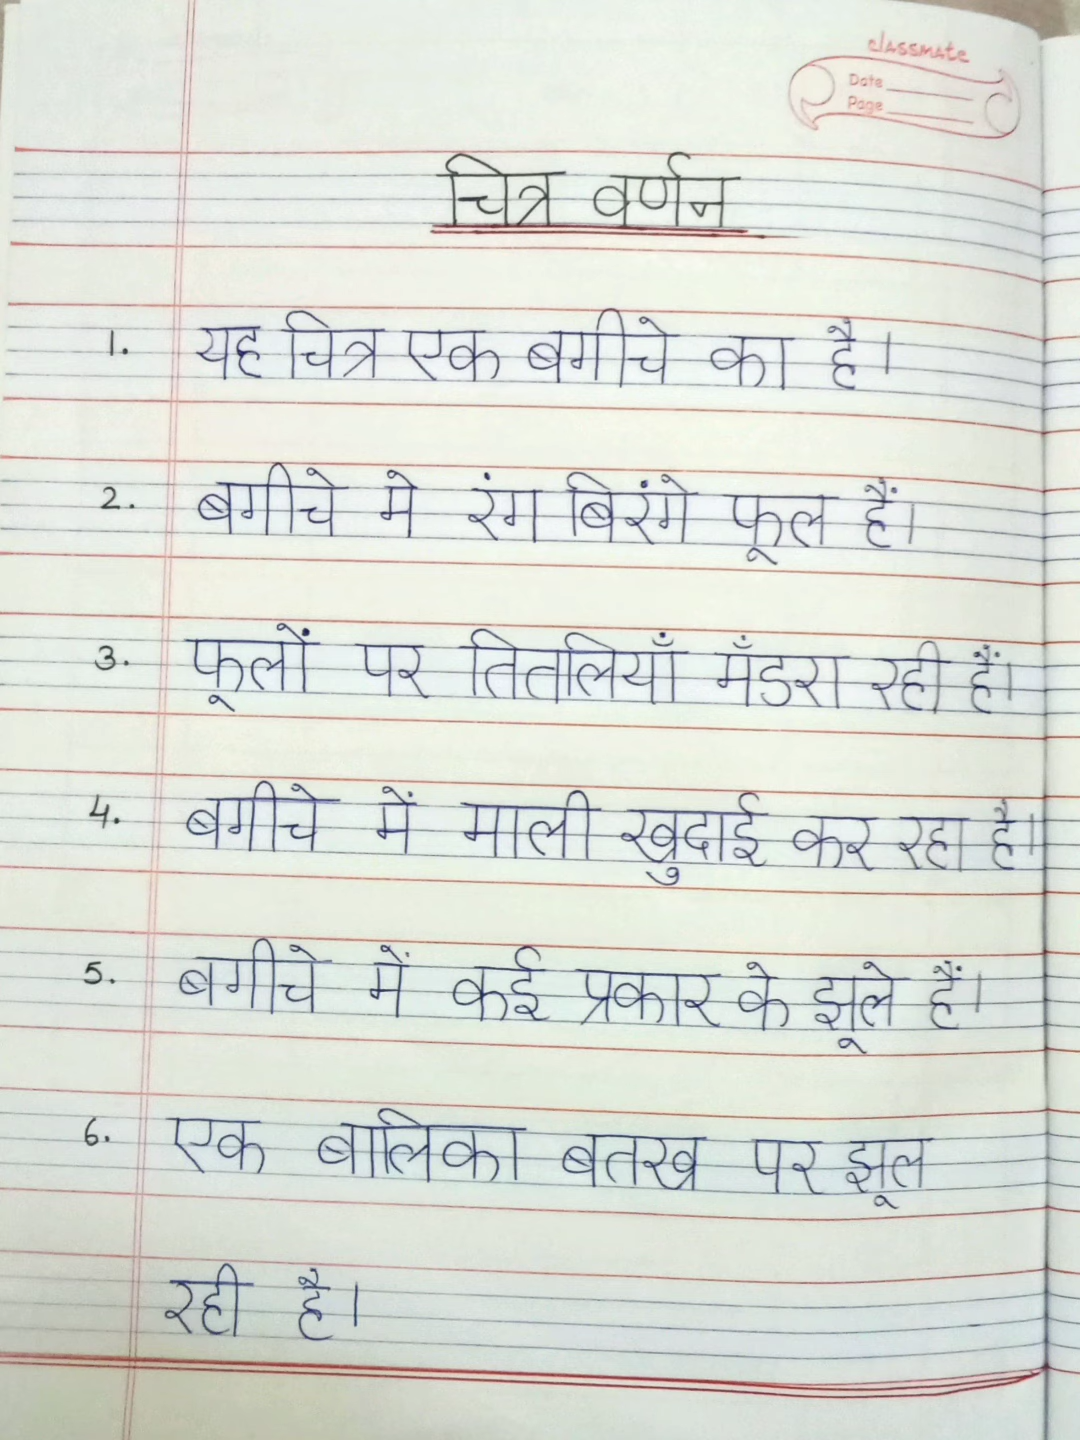 classmate
Date
Page
चित्र वर्णन
1. यह चित्र एक बगीचे का है।
2. बगीचे मे रंग बिरंगे फूल हैं।
3. फूलों पर तितलियाँ मँडरा रही हैं।
4. बगीचे में माली खुदाई कर रहा है।
5. बगीचे में कई प्रकार के झूले हैं।
6. एक बालिका बतख पर झूल
रही है।